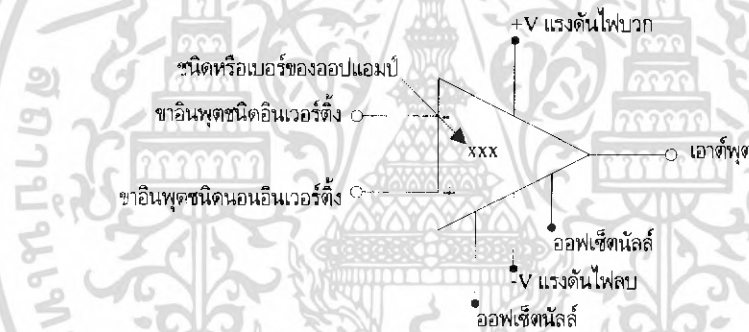 +V แรงดันไฟบวก
ชนิดหรือเบอร์ของออปแอมป์
ขาอินพุตชนิดอินเวอร์ติ้ง
xxx
เอาต์พุต
ขาอินพุตชนิดนอนอินเวอร์ติ้ง
ออฟเซ็ตนัลล์
-V แรงดันไฟลบ
ออฟเซ็ตนัลล์